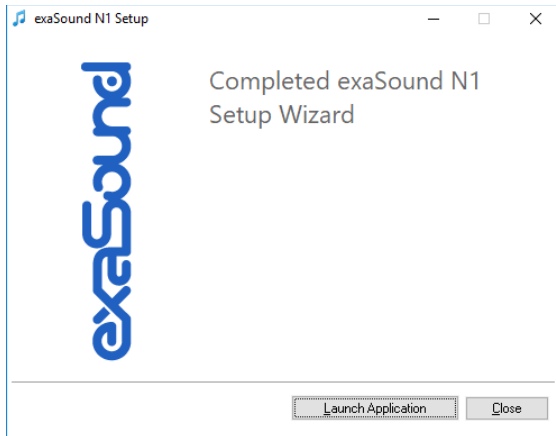 exaSound N1 Setup
exaSound
Completed exaSound N1
Setup Wizard
Launch Application
Close